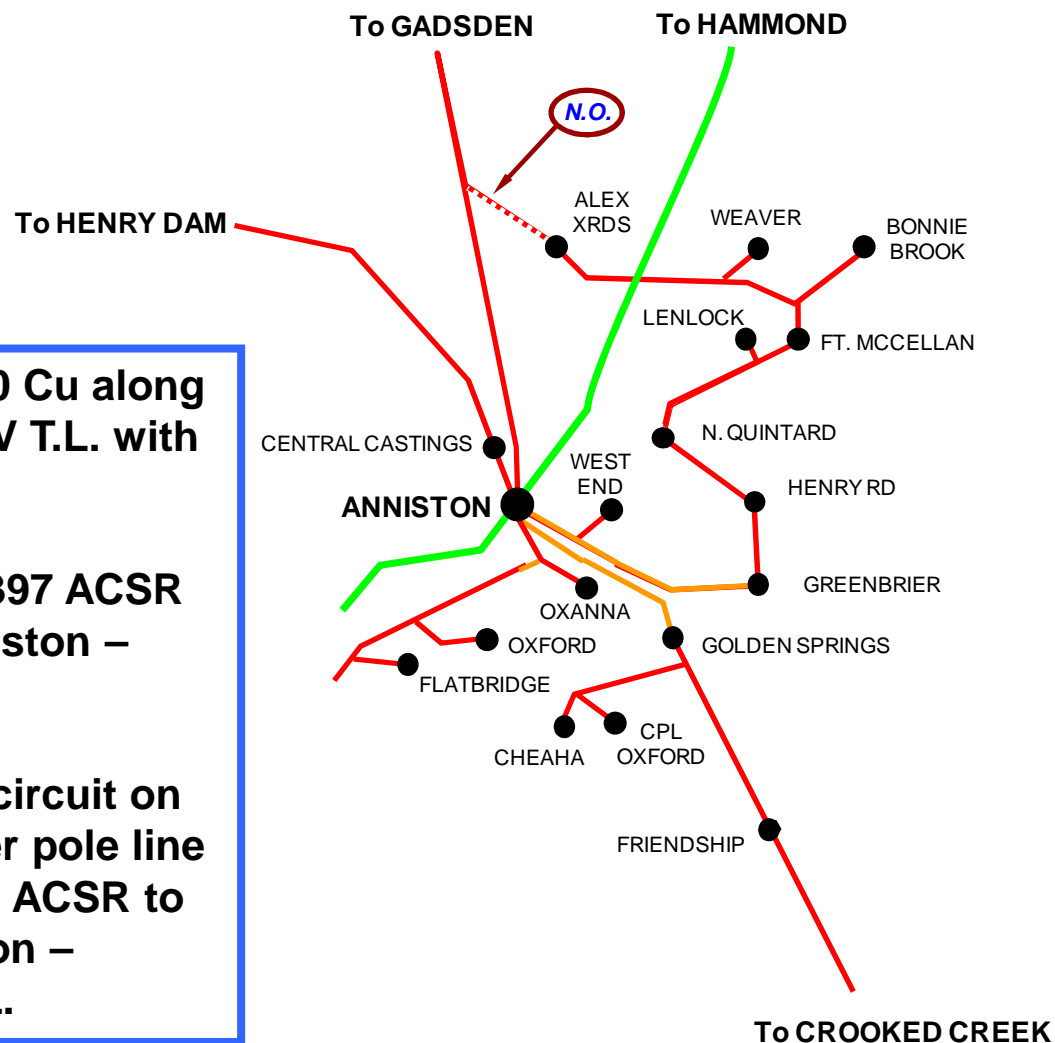 To GADSDEN
To HAMMOND
N.O.
ALEX
XRDS
WEAVER
BONNIE
BROOK
To HENRY DAM
LENLOCK
FT. MCCELLAN
0 Cu along
V T.L. with
CENTRAL CASTINGS
N. QUINTARD
WEST
END
HENRY RD
ANNISTON
397 ACSR
iston –
GREENBRIER
OXANNA
OXFORD
GOLDEN SPRINGS
FLATBRIDGE
CHEAHA
CPL
OXFORD
circuit on
er pole line
ACSR to
on –
FRIENDSHIP
To CROOKED CREEK